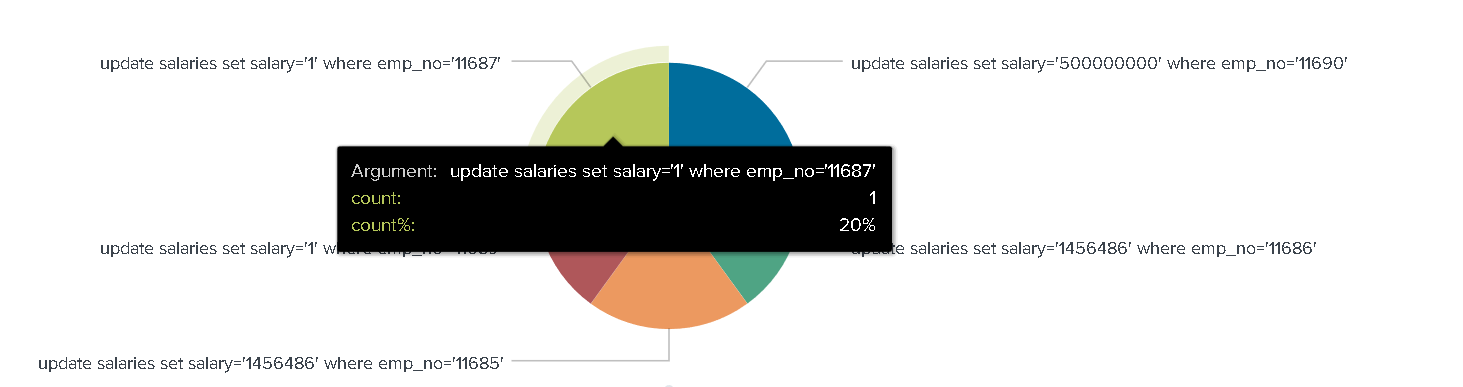 update salaries set salary='1' where emp_no='11687'
update salaries set salary='500000000' where emp_no='11690'
Argument: update salaries set salary='1' where emp_no='11687'
count: 1
count%: 20%
update salaries set salary='1'
update salaries set salary='1456486' where emp_no='11686'
update salaries set salary='1456486' where emp_no='11685'